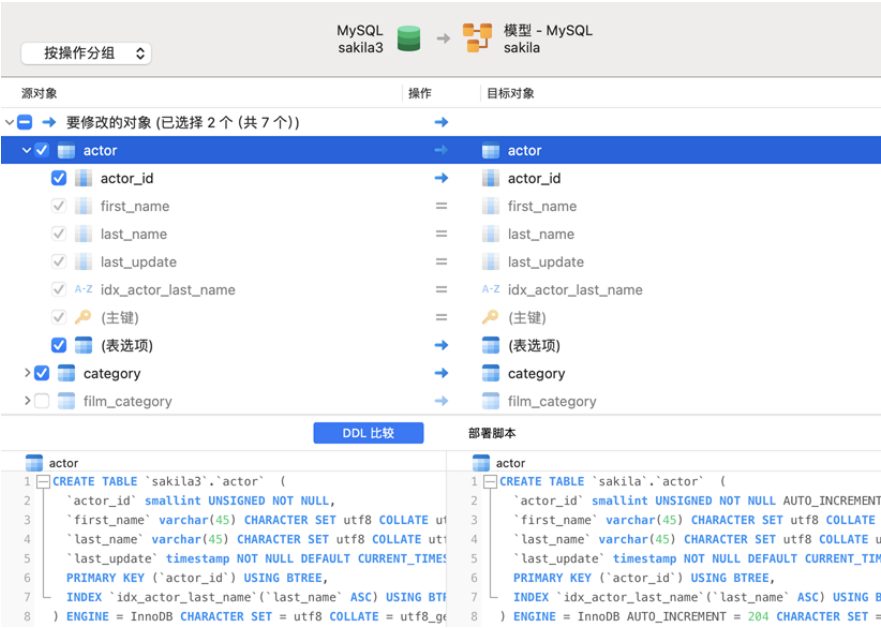 按操作分组
MySQL
sakila3
模型 - MySQL
sakila
源对象 操作 目标对象
要修改的对象 (已选择 2 个 (共 7 个))
actor actor
actor_id actor_id
first_name = first_name
last_name = last_name
last_update = last_update
A-Z idx_actor_last_name = A-Z idx_actor_last_name
(主键) = (主键)
(表选项) (表选项)
category category
film_category film_category
DDL 比较 部署脚本
actor
1 CREATE TABLE `sakila3`.`actor` (
2 `actor_id` smallint UNSIGNED NOT NULL,
3 `first_name` varchar(45) CHARACTER SET utf8 COLLATE ut
4 `last_name` varchar(45) CHARACTER SET utf8 COLLATE utf
5 `last_update` timestamp NOT NULL DEFAULT CURRENT_TIMES
6 PRIMARY KEY (`actor_id`) USING BTREE,
7 INDEX `idx_actor_last_name`(`last_name` ASC) USING BTR
8 ) ENGINE = InnoDB CHARACTER SET = utf8 COLLATE = utf8_ge
actor
1 CREATE TABLE `sakila`.`actor` (
2 `actor_id` smallint UNSIGNED NOT NULL AUTO_INCREMENT
3 `first_name` varchar(45) CHARACTER SET utf8 COLLATE
4 `last_name` varchar(45) CHARACTER SET utf8 COLLATE u
5 `last_update` timestamp NOT NULL DEFAULT CURRENT_TIM
6 PRIMARY KEY (`actor_id`) USING BTREE,
7 INDEX `idx_actor_last_name`(`last_name` ASC) USING B
8 ) ENGINE = InnoDB AUTO_INCREMENT = 204 CHARACTER SET =